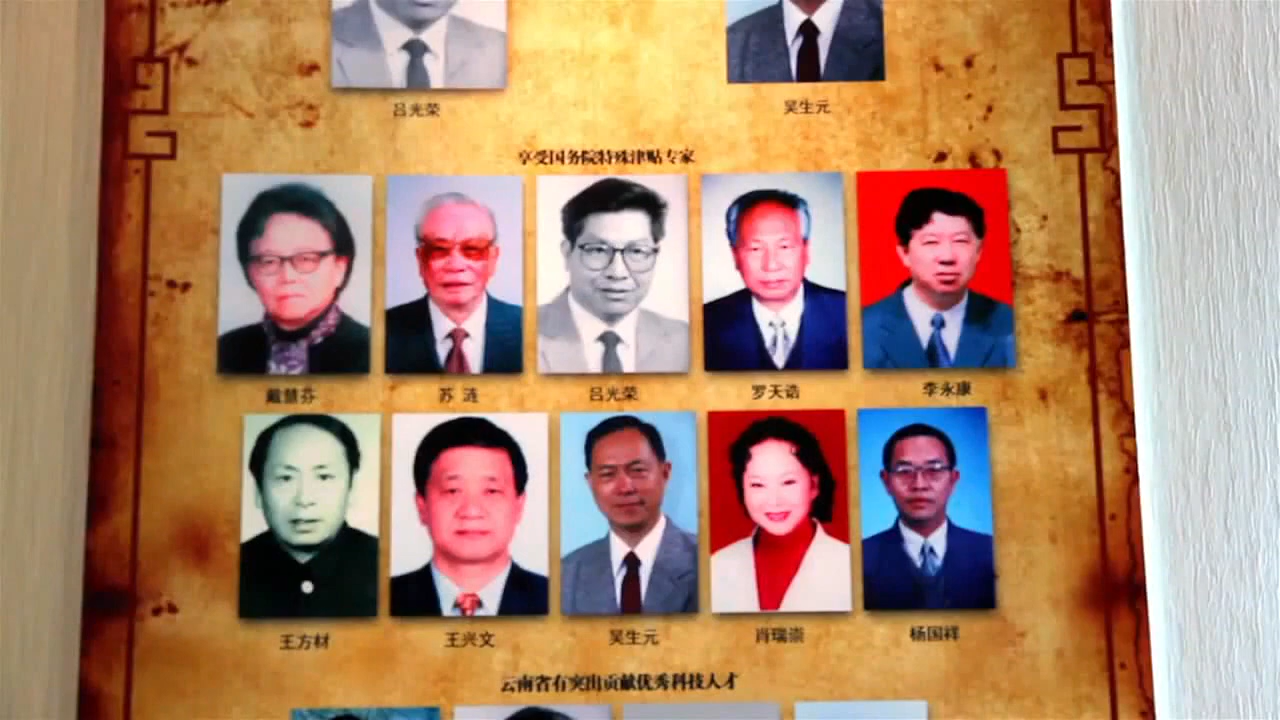 吕光荣 吴生元
享受国务院特殊津贴专家
戴慧芬 苏涟 吕光荣 罗天诰 李永康
王方材 王兴文 吴生元 肖瑞崇 杨国祥
云南省有突出贡献优秀科技人才